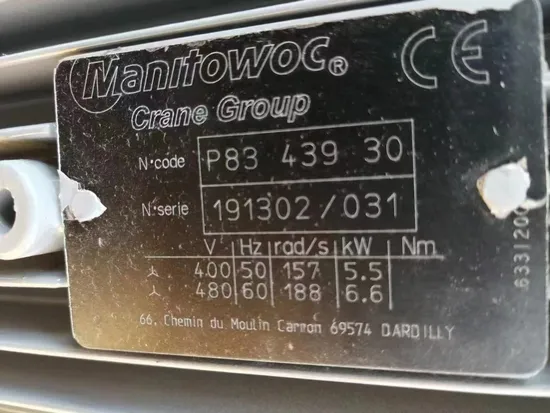 Manitowoc® CE
Crane Group
N·code P83 439 30
N·serie 191302/031
V Hz rad/s kW Nm
400 50 157 5.5
480 60 188 6.6
66, Chemin du Moulin Carron 69574 DARDILLY